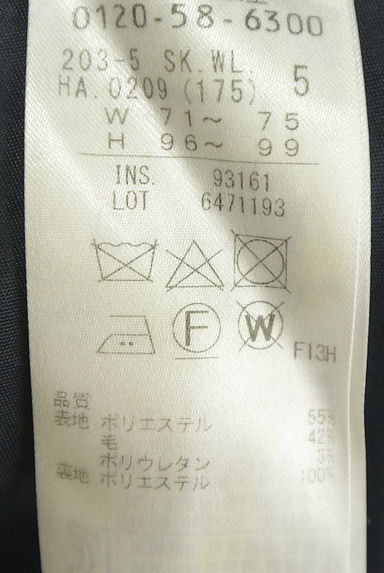 0120-58-6300
203-5 SK.WL.
HA.0209 (175) 5
W 71～ 75
H 96～ 99
INS. 93161
LOT 6471193
F W
F13H
品質
表地 ポリエステル 55%
毛 42%
ポリウレタン 3%
裏地 ポリエステル 100%